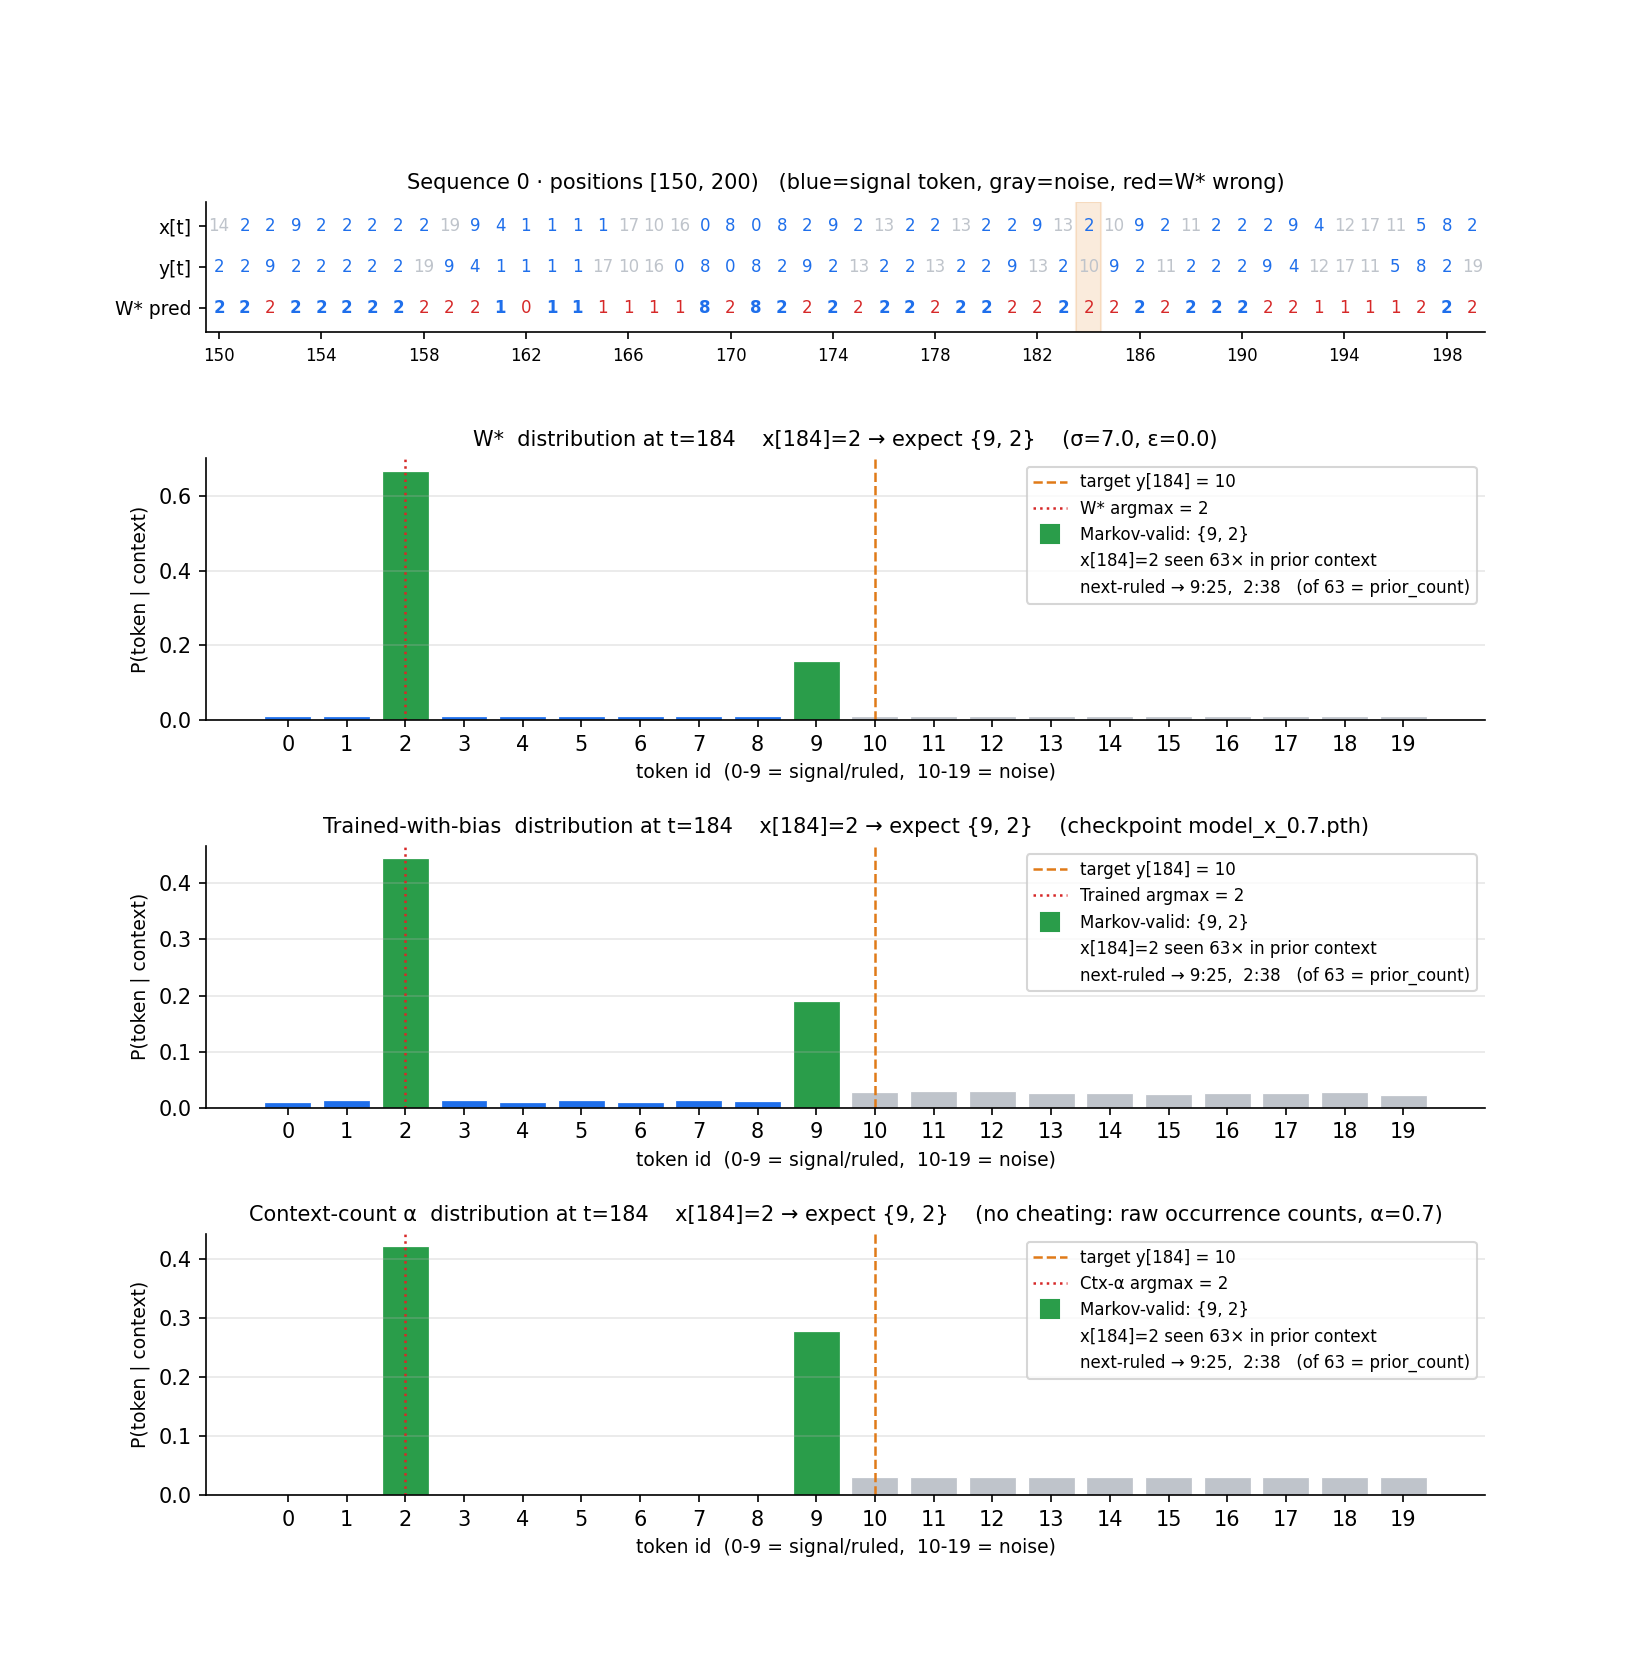 Sequence 0 · positions [150, 200)   (blue=signal token, gray=noise, red=W* wrong)
x[t] 14 2 2 9 2 2 2 2 2 19 9 4 1 1 1 1 17 10 16 0 8 0 8 2 9 2 13 2 2 13 2 2 9 13 2 10 9 2 11 2 2 2 9 4 12 17 11 5 8 2
y[t] 2 2 9 2 2 2 2 2 19 9 4 1 1 1 1 17 10 16 0 8 0 8 2 9 2 13 2 2 13 2 2 9 13 2 10 9 2 11 2 2 2 9 4 12 17 11 5 8 2 19
W* pred 2 2 2 2 2 2 2 2 2 2 2 1 0 1 1 1 1 1 1 8 2 8 2 2 2 2 2 2 2 2 2 2 2 2 2 2 2 2 2 2 2 2 2 1 1 1 1 2 2 2
150 154 158 162 166 170 174 178 182 186 190 194 198
W*  distribution at t=184    x[184]=2 → expect {9, 2}    (σ=7.0, ε=0.0)
P(token | context)
0.6
0.4
0.2
0.0
target y[184] = 10
W* argmax = 2
Markov-valid: {9, 2}
x[184]=2 seen 63× in prior context
next-ruled → 9:25,  2:38   (of 63 = prior_count)
0 1 2 3 4 5 6 7 8 9 10 11 12 13 14 15 16 17 18 19
token id  (0-9 = signal/ruled,  10-19 = noise)
Trained-with-bias  distribution at t=184    x[184]=2 → expect {9, 2}    (checkpoint model_x_0.7.pth)
P(token | context)
0.4
0.3
0.2
0.1
0.0
target y[184] = 10
Trained argmax = 2
Markov-valid: {9, 2}
x[184]=2 seen 63× in prior context
next-ruled → 9:25,  2:38   (of 63 = prior_count)
0 1 2 3 4 5 6 7 8 9 10 11 12 13 14 15 16 17 18 19
token id  (0-9 = signal/ruled,  10-19 = noise)
Context-count α  distribution at t=184    x[184]=2 → expect {9, 2}    (no cheating: raw occurrence counts, α=0.7)
P(token | context)
0.4
0.3
0.2
0.1
0.0
target y[184] = 10
Ctx-α argmax = 2
Markov-valid: {9, 2}
x[184]=2 seen 63× in prior context
next-ruled → 9:25,  2:38   (of 63 = prior_count)
0 1 2 3 4 5 6 7 8 9 10 11 12 13 14 15 16 17 18 19
token id  (0-9 = signal/ruled,  10-19 = noise)